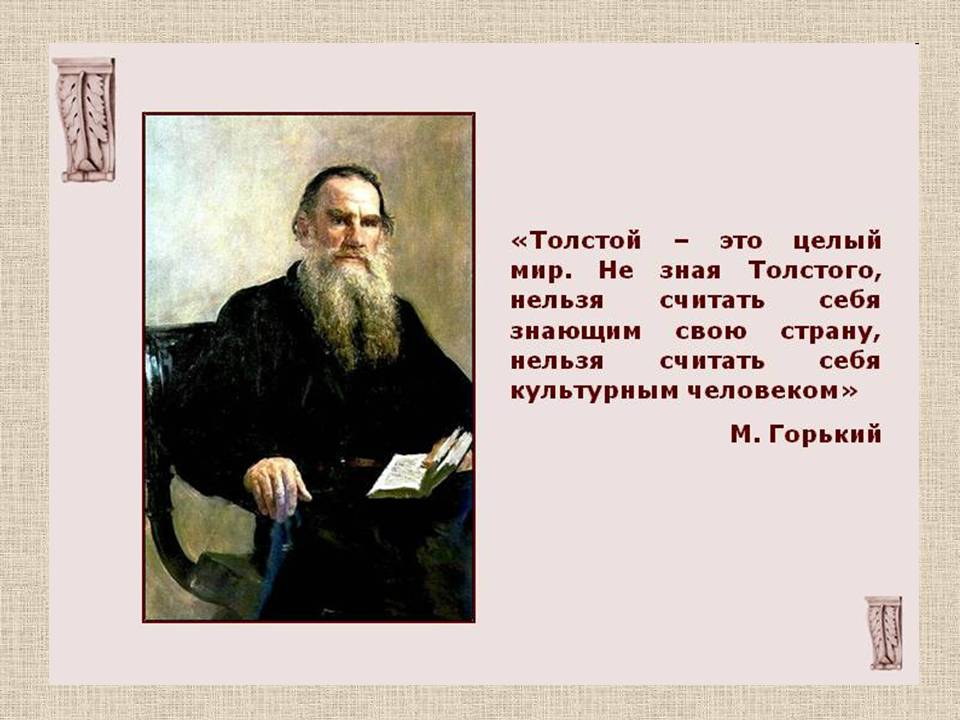 «Толстой – это целый
мир. Не зная Толстого,
нельзя считать себя
знающим свою страну,
нельзя считать себя
культурным человеком»
М. Горький